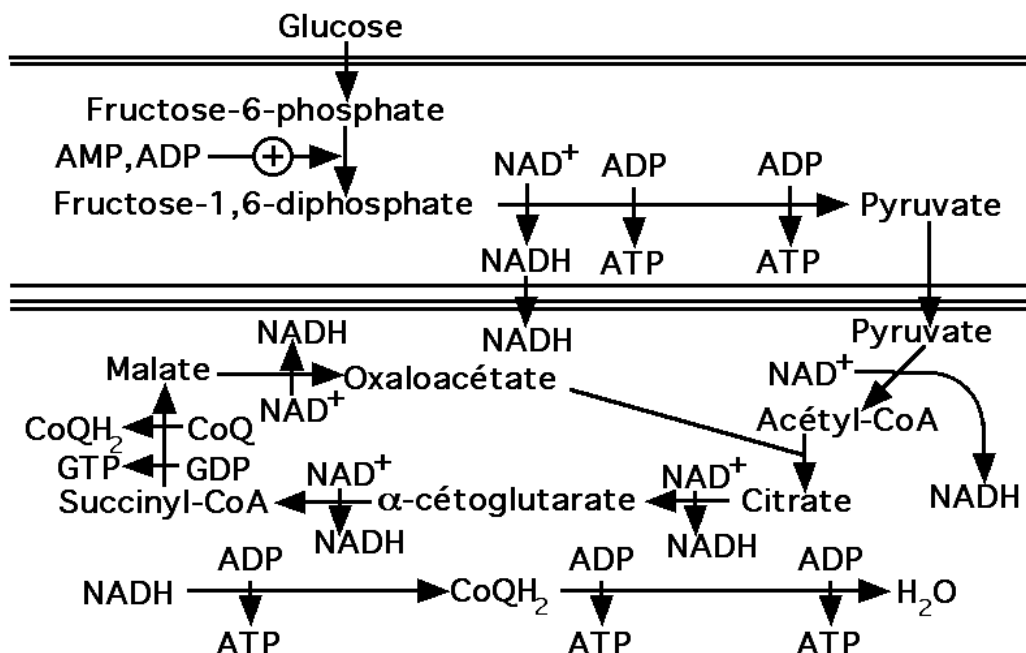 Glucose
Fructose-6-phosphate
AMP,ADP + NAD⁺ ADP ADP
Fructose-1,6-diphosphate Pyruvate
NADH ATP ATP
NADH NADH Pyruvate
Malate Oxaloacétate NAD⁺
NAD⁺ Acétyl-CoA
CoQH₂ CoQ
GTP GDP NAD⁺ NAD⁺
Succinyl-CoA α-cétoglutarate Citrate NADH
NADH NADH
ADP ADP ADP
NADH CoQH₂ H₂O
ATP ATP ATP